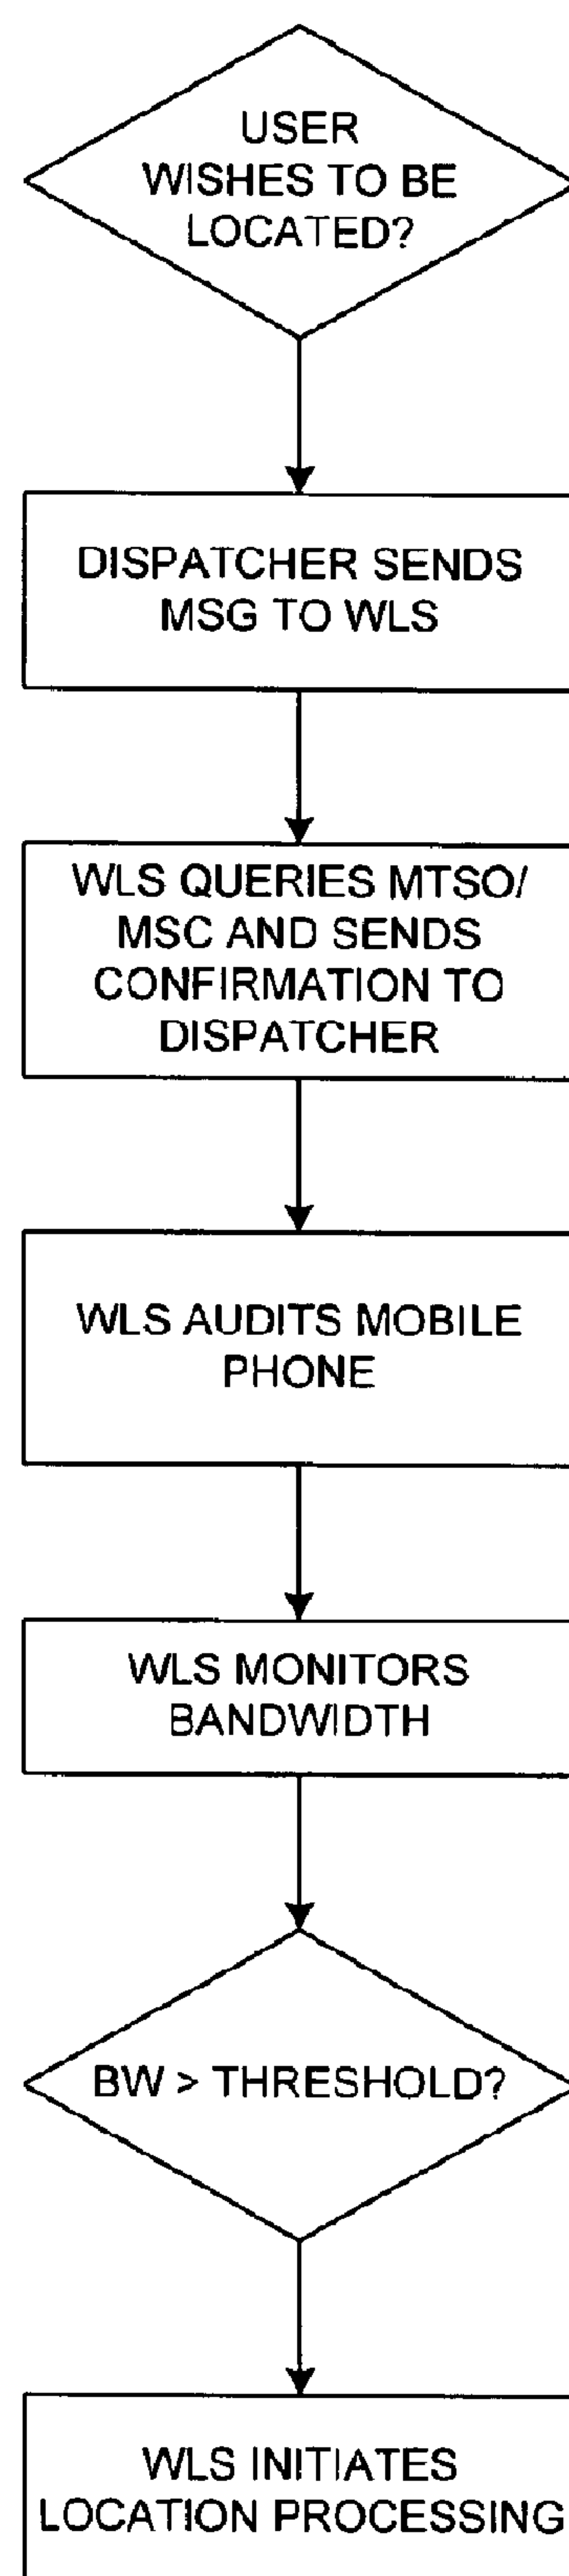 USER
WISHES TO BE
LOCATED?
DISPATCHER SENDS
MSG TO WLS
WLS QUERIES MTSO/
MSC AND SENDS
CONFIRMATION TO
DISPATCHER
WLS AUDITS MOBILE
PHONE
WLS MONITORS
BANDWIDTH
BW > THRESHOLD?
WLS INITIATES
LOCATION PROCESSING